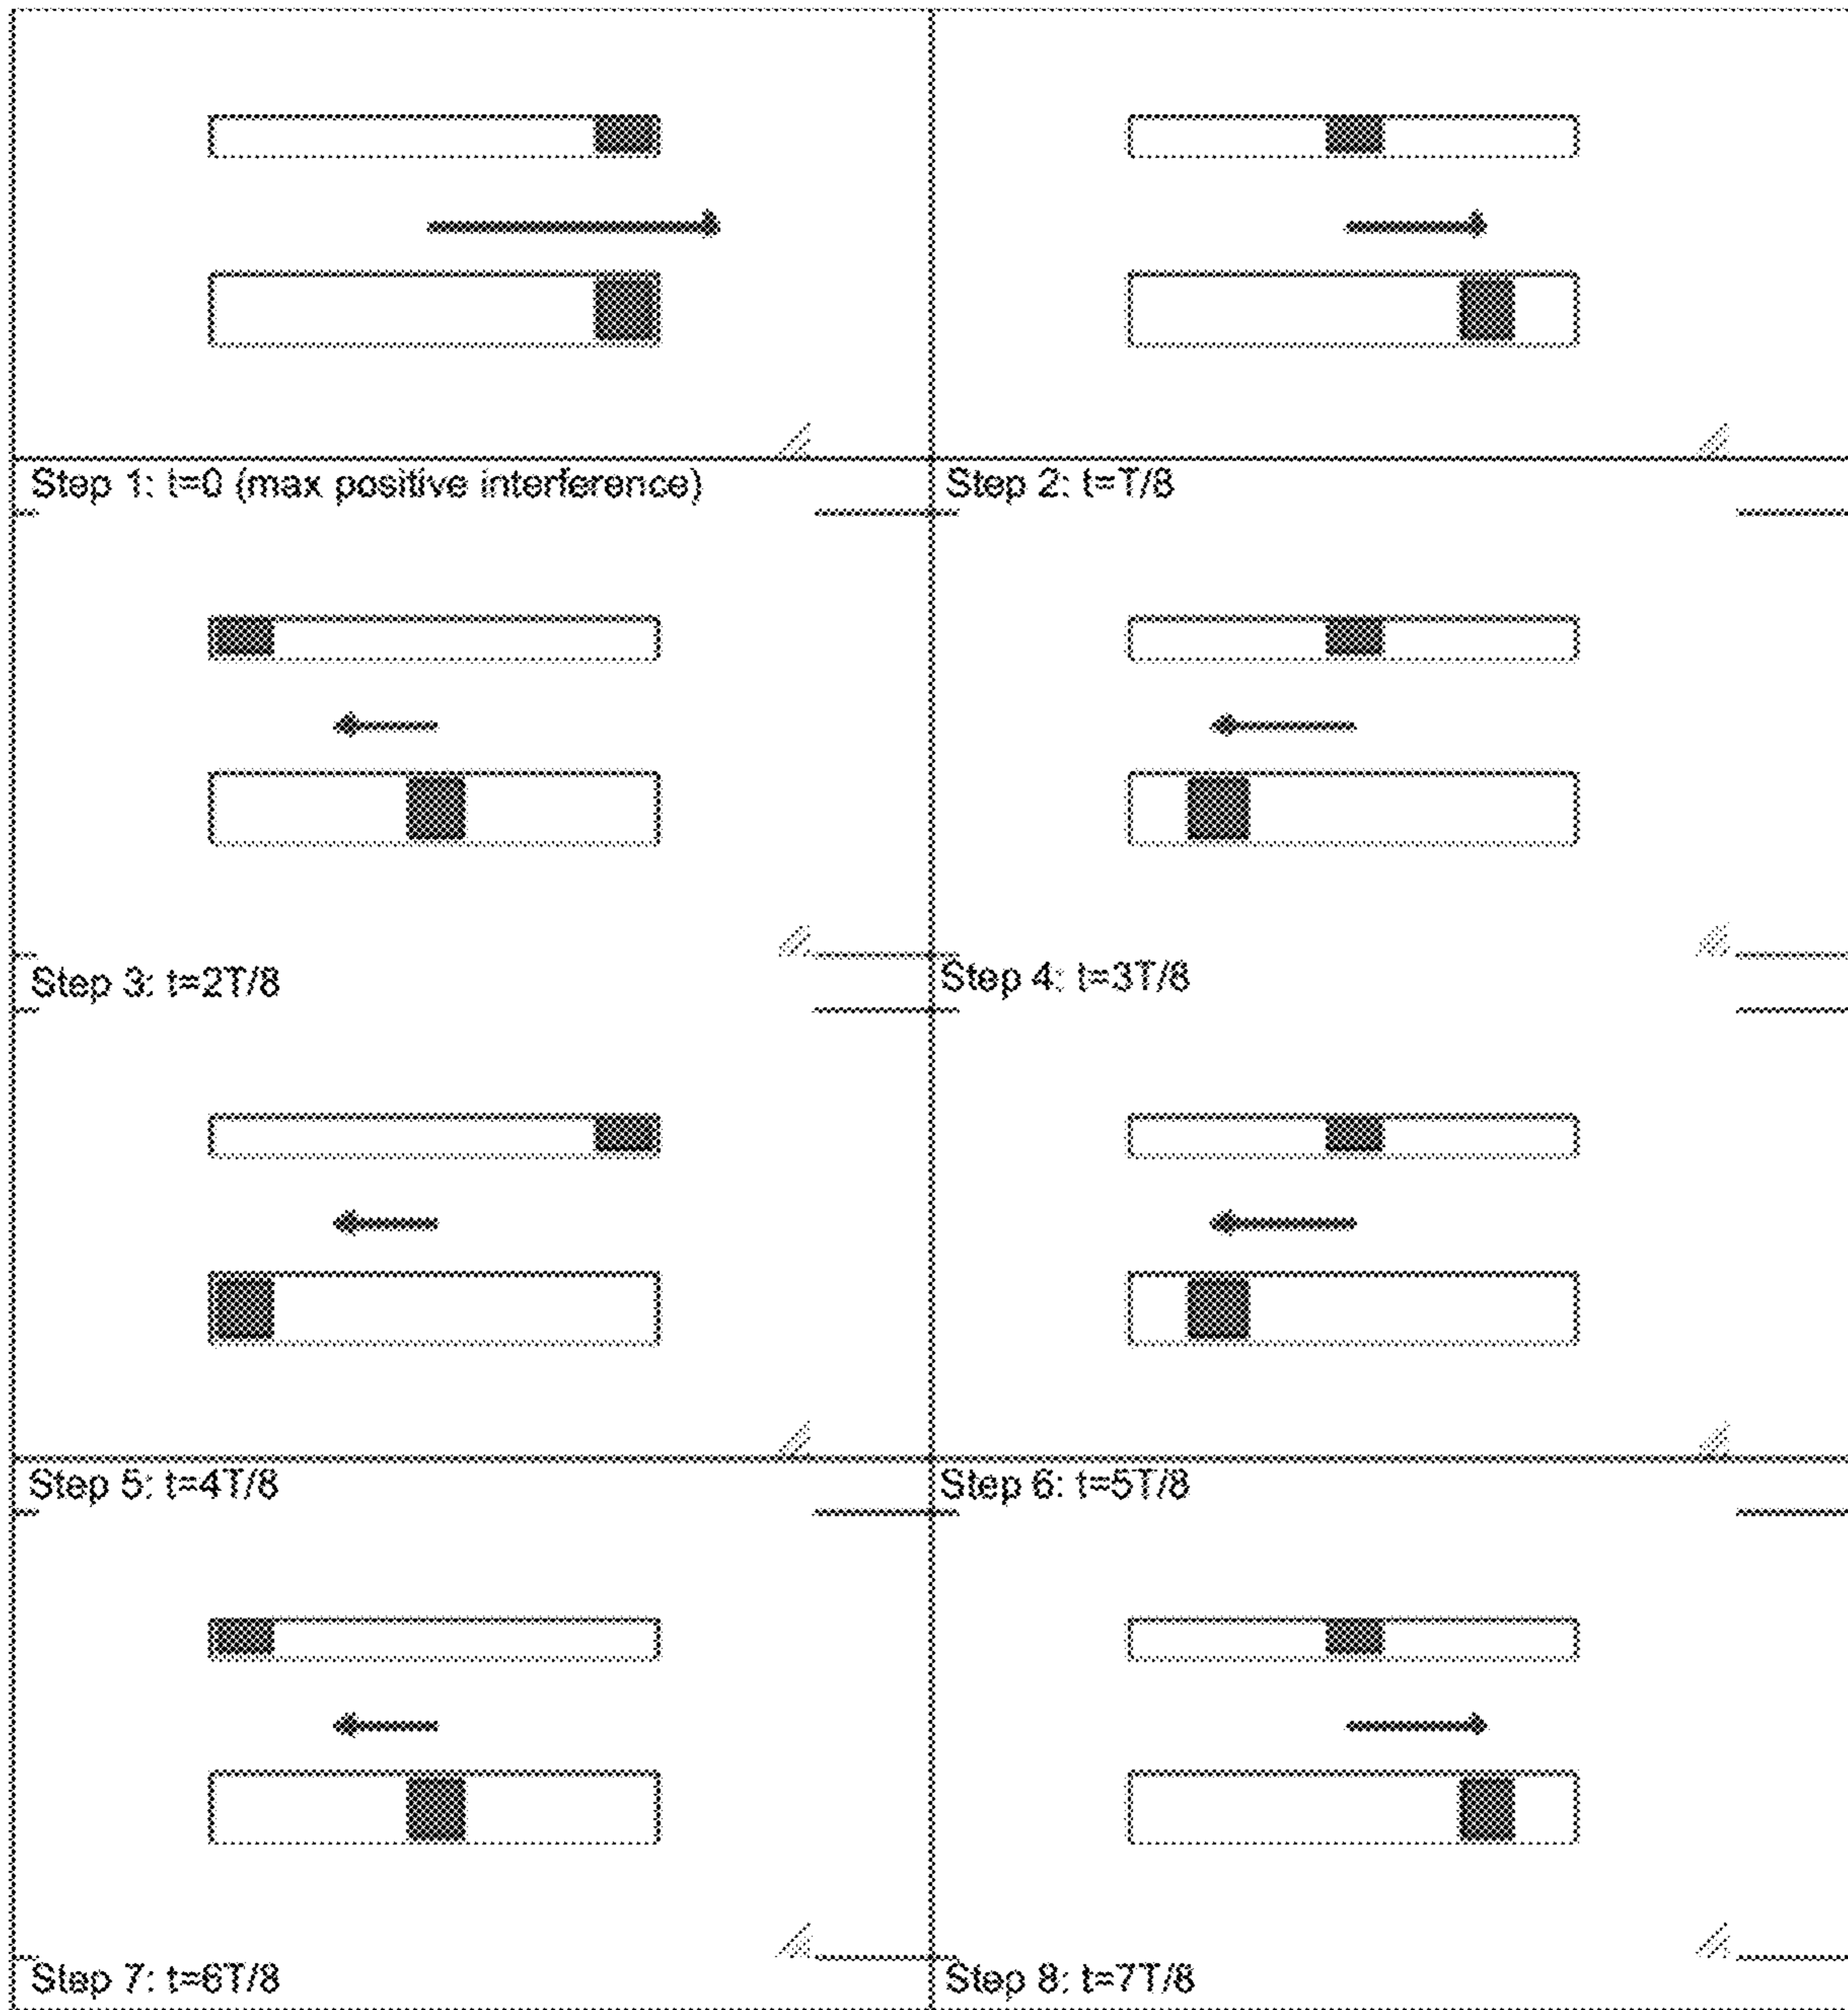 Step 1: t=0 (max positive interference)
Step 2: t=T/8
Step 3: t=2T/8
Step 4: t=3T/8
Step 5: t=4T/8
Step 6: t=5T/8
Step 7: t=6T/8
Step 8: t=7T/8